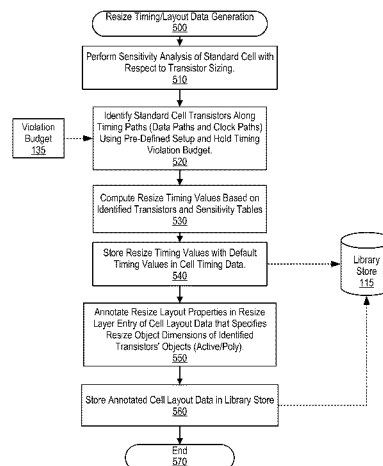 Resize Timing/Layout Data Generation
500
Perform Sensitivity Analysis of Standard Cell with
Respect to Transistor Sizing.
510
Identify Standard Cell Transistors Along
Timing Paths (Data Paths and Clock Paths)
Using Pre-Defined Setup and Hold Timing
Violation Budget.
520
Violation
Budget
135
Compute Resize Timing Values Based on
Identified Transistors and Sensitivity Tables
530
Store Resize Timing Values with Default
Timing Values in Cell Timing Data.
540
Library
Store
115
Annotate Resize Layout Properties in Resize
Layer Entry of Cell Layout Data that Specifies
Resize Object Dimensions of Identified
Transistors' Objects (Active/Poly).
550
Store Annotated Cell Layout Data in Library Store
560
End
570